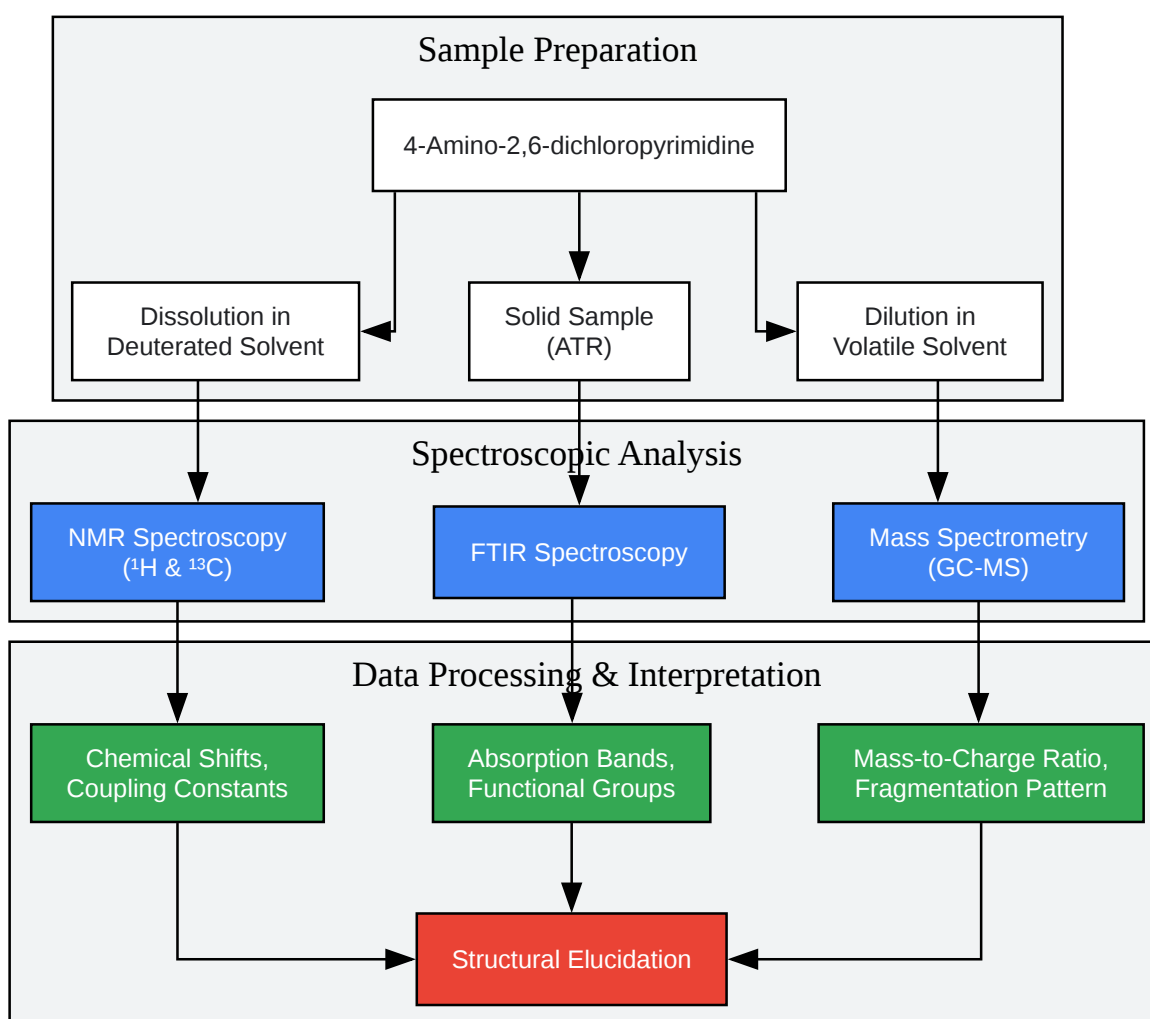 Sample Preparation
4-Amino-2,6-dichloropyrimidine
Dissolution in
Deuterated Solvent
Solid Sample
(ATR)
Dilution in
Volatile Solvent
Spectroscopic Analysis
NMR Spectroscopy
(¹H & ¹³C)
FTIR Spectroscopy
Mass Spectrometry
(GC-MS)
Data Processing & Interpretation
Chemical Shifts,
Coupling Constants
Absorption Bands,
Functional Groups
Mass-to-Charge Ratio,
Fragmentation Pattern
Structural Elucidation